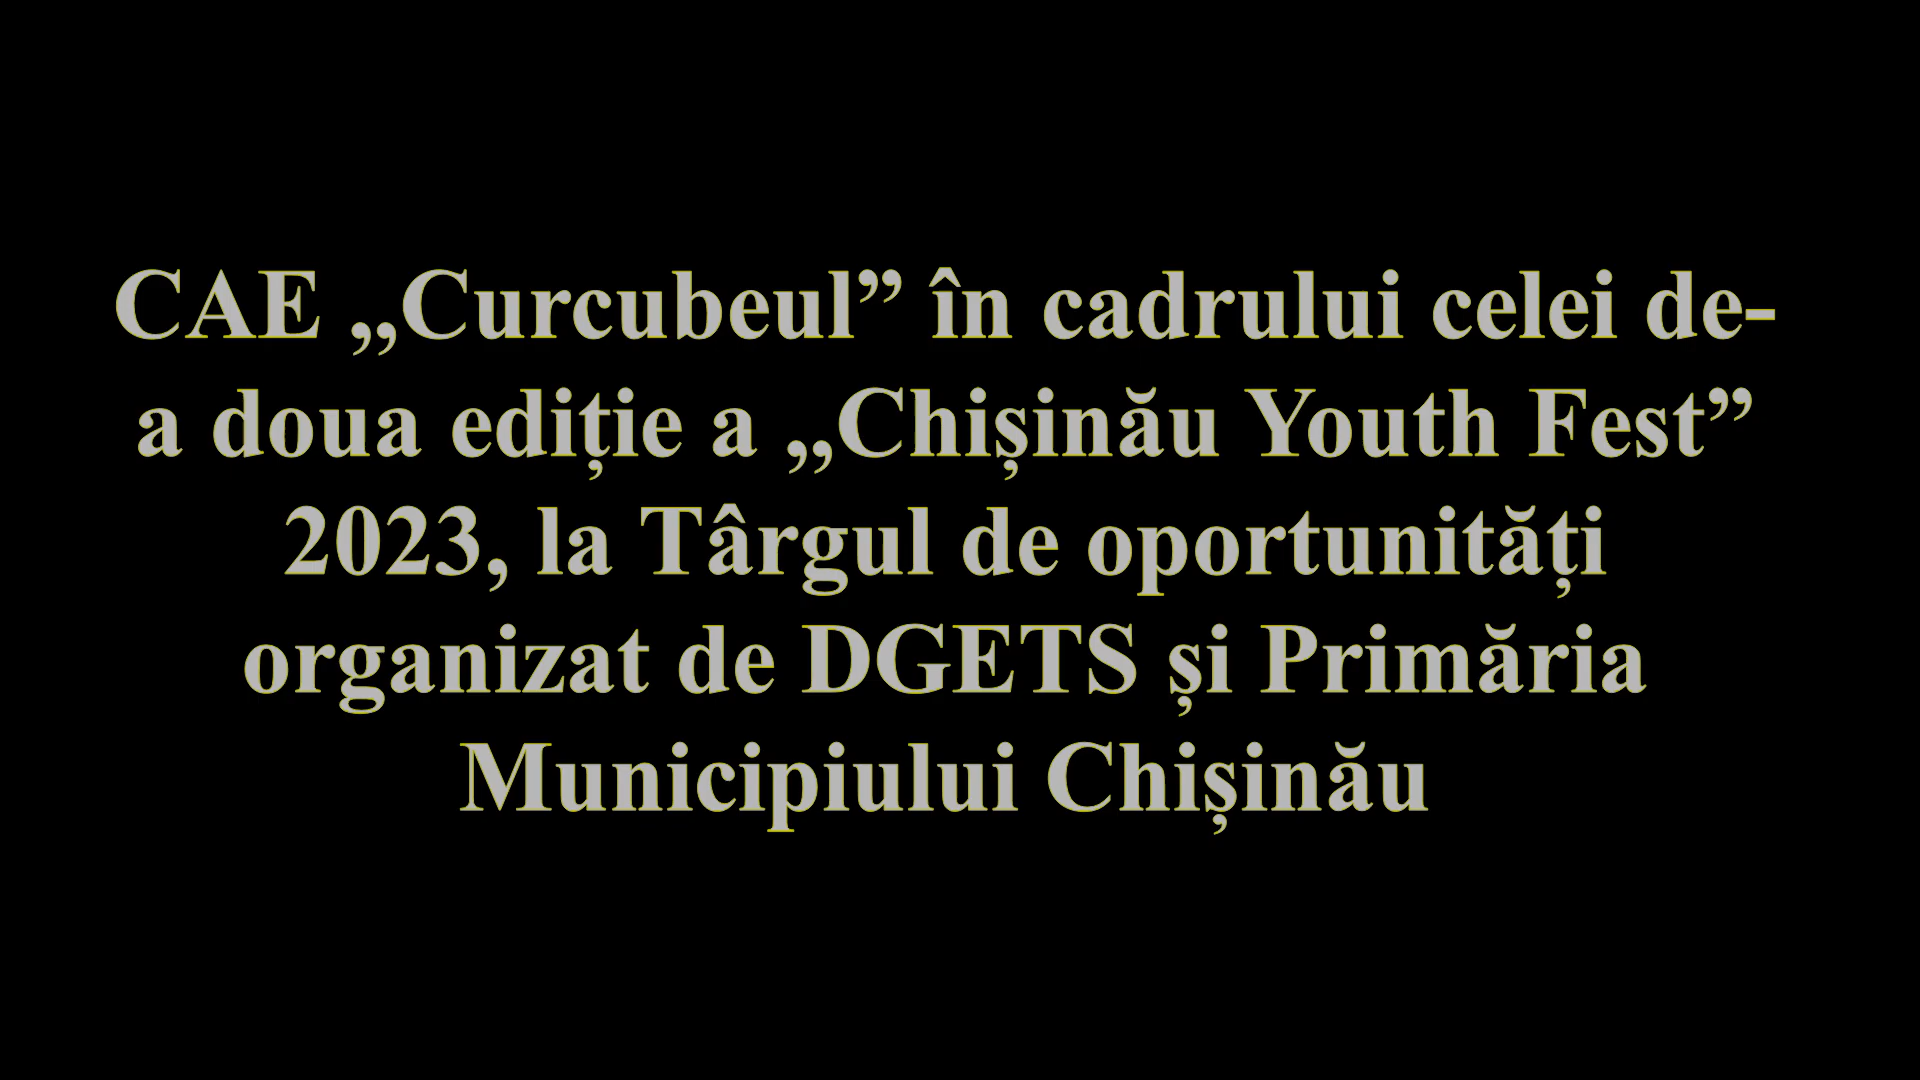 CAE ,,Curcubeul” în cadrului celei de-
a doua ediție a ,,Chișinău Youth Fest”
2023, la Târgul de oportunități
organizat de DGETS și Primăria
Municipiului Chișinău